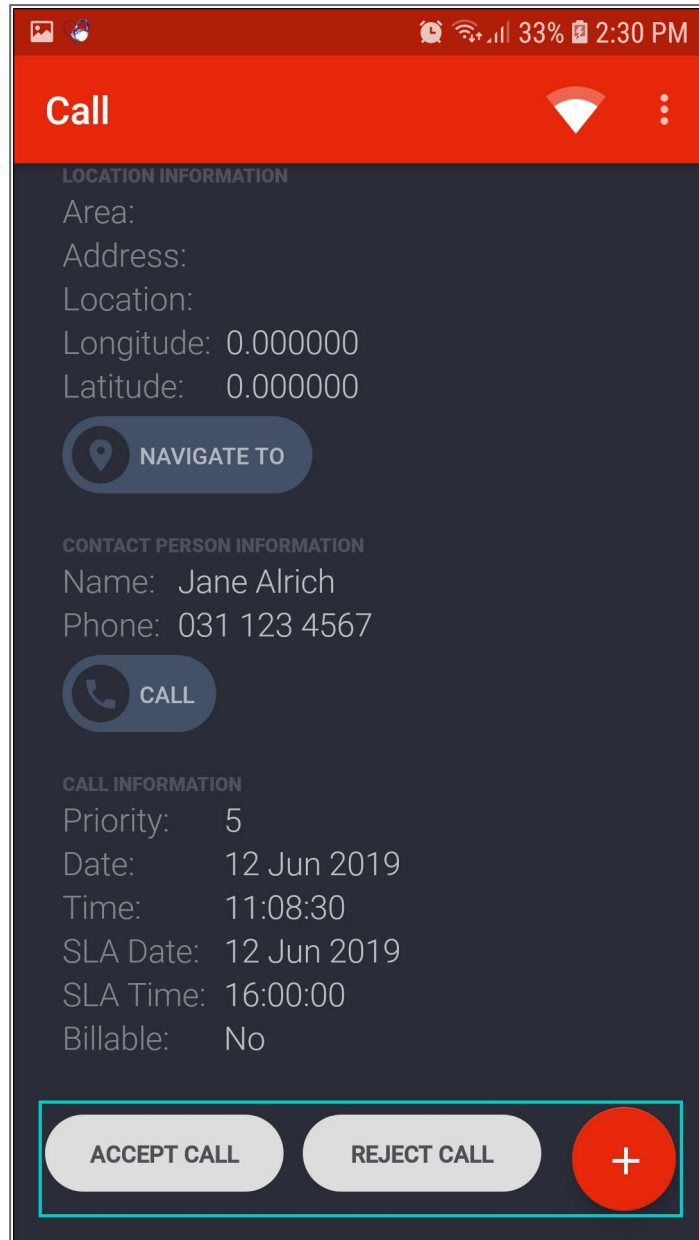 33% 2:30 PM
Call
LOCATION INFORMATION
Area:
Address:
Location:
Longitude: 0.000000
Latitude: 0.000000
NAVIGATE TO
CONTACT PERSON INFORMATION
Name: Jane Alrich
Phone: 031 123 4567
CALL
CALL INFORMATION
Priority: 5
Date: 12 Jun 2019
Time: 11:08:30
SLA Date: 12 Jun 2019
SLA Time: 16:00:00
Billable: No
ACCEPT CALL REJECT CALL +